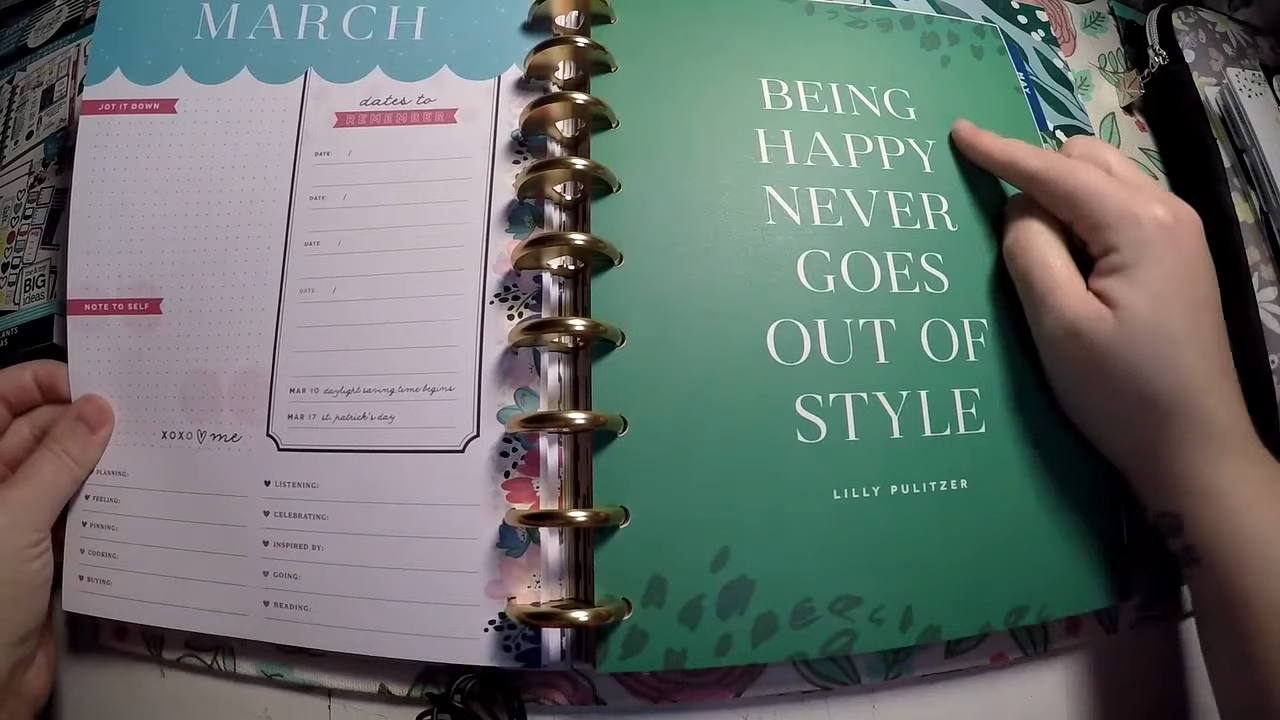 MARCH
JOT IT DOWN
NOTE TO SELF
XOXO me
dates to
REMEMBER
DATE: /
DATE: /
DATE /
DATE: /
MAR 10 daylight saving time begins
MAR 17 st. patrick's day
PLANNING:
FEELING:
PINNING:
COOKING:
BUYING:
LISTENING:
CELEBRATING:
INSPIRED BY:
GOING:
READING:
BEING
HAPPY
NEVER
GOES
OUT OF
STYLE
LILLY PULITZER
BIG
ideas